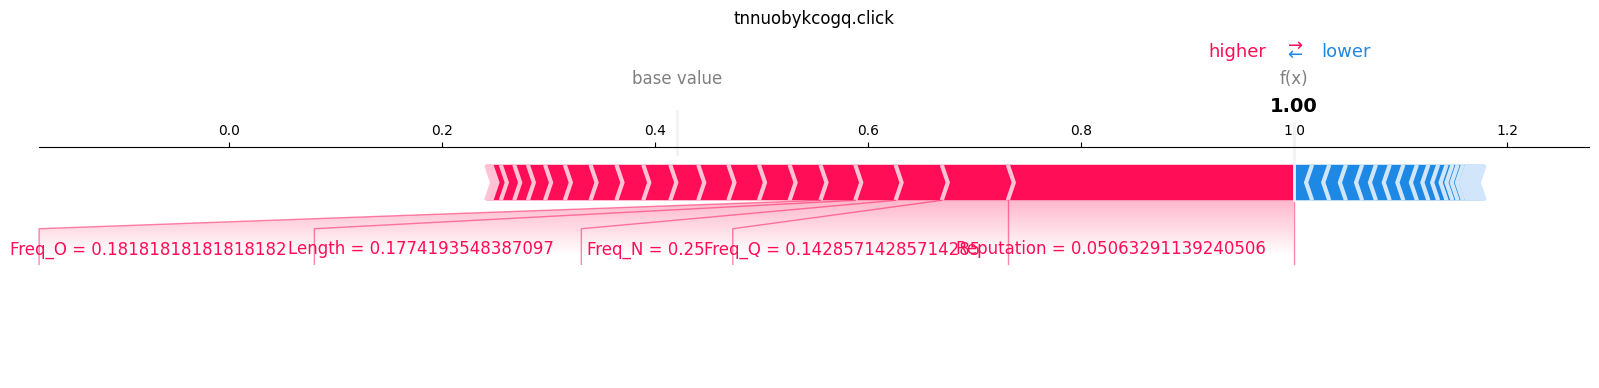 tnnuobykcogq.click
higher ⇄ lower
base value f(x)
1.00
0.0 0.2 0.4 0.6 0.8 1.0 1.2
Freq_O = 0.18181818181818182 Length = 0.1774193548387097 Freq_N = 0.25 Freq_Q = 0.14285714285714285 Reputation = 0.05063291139240506